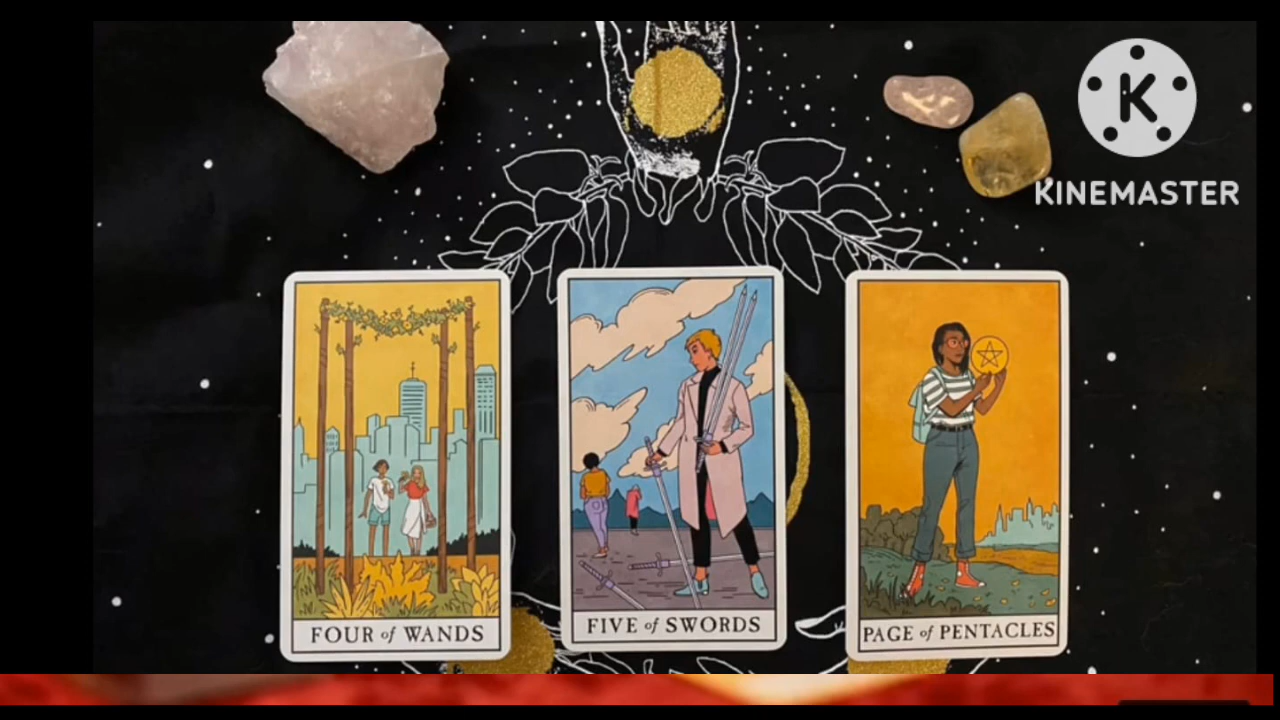 K
KINEMASTER
FOUR of WANDS
FIVE of SWORDS
PAGE of PENTACLES